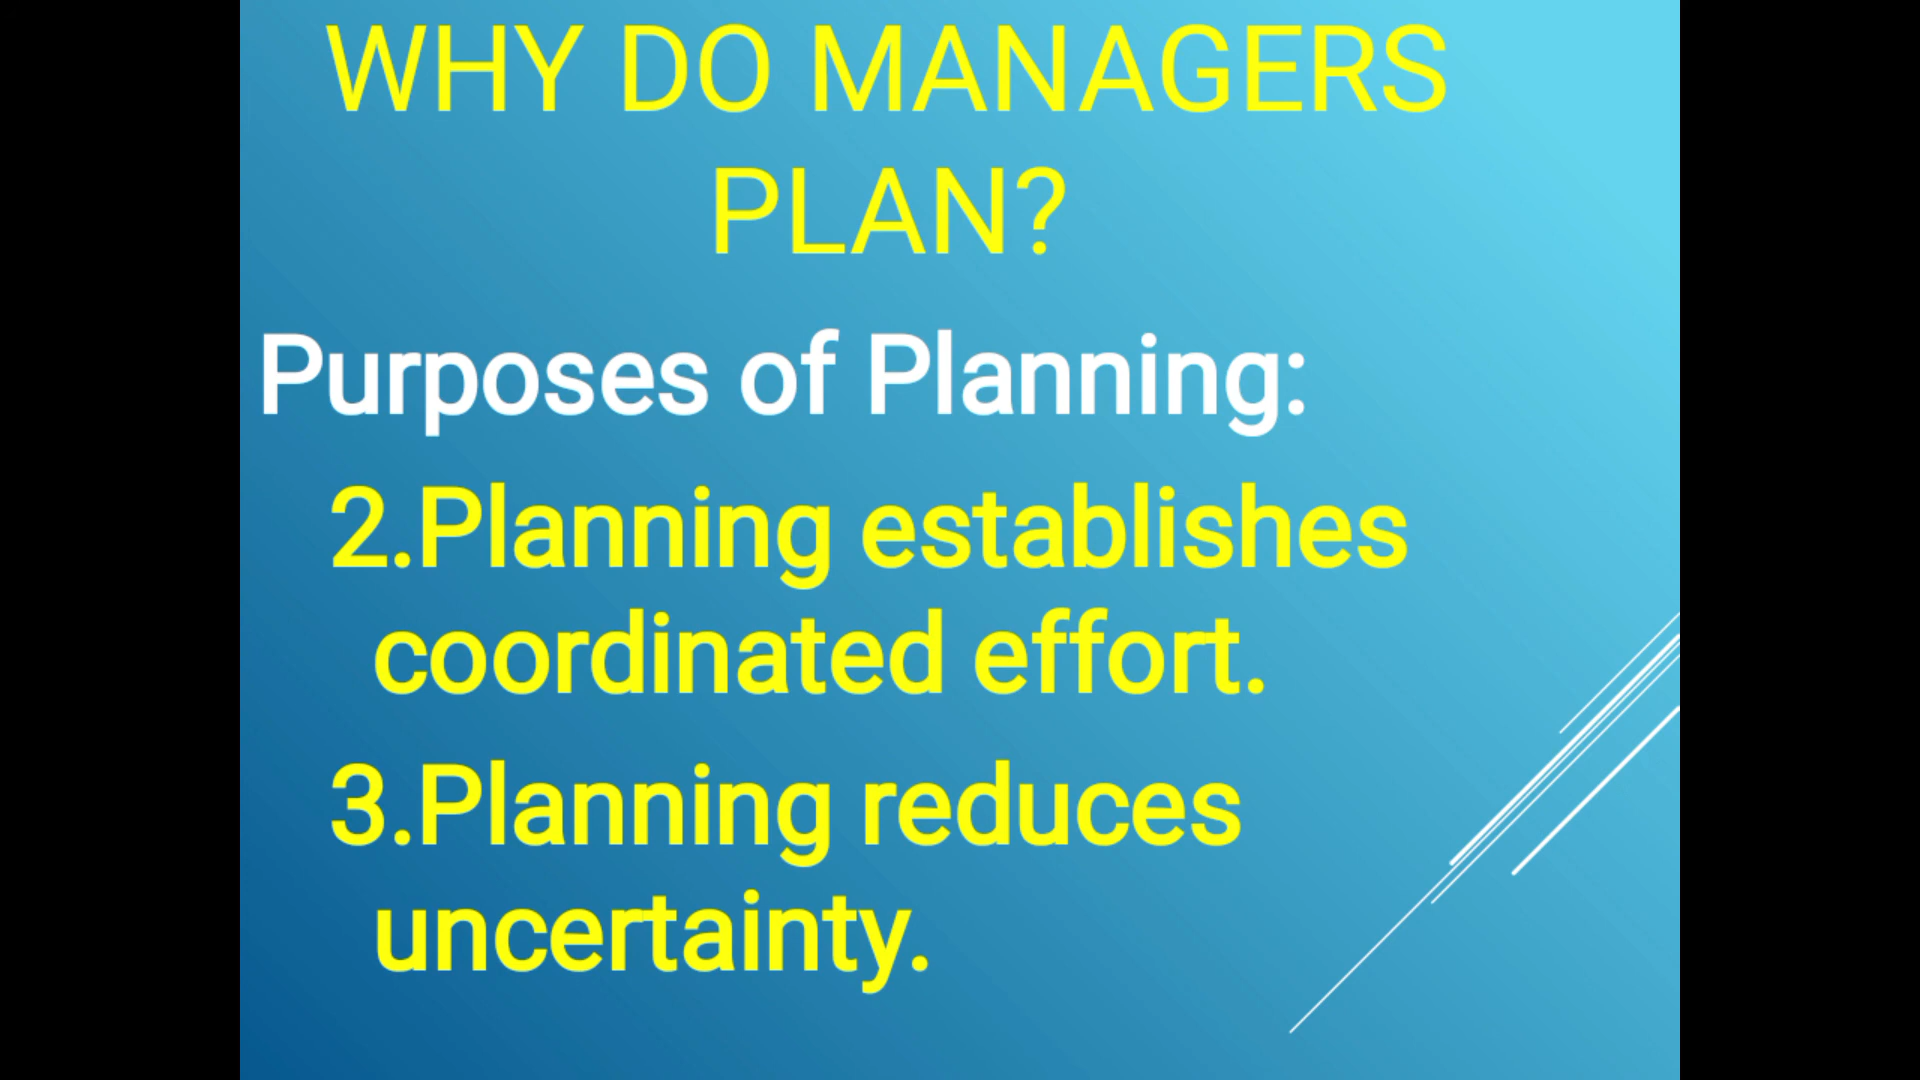 WHY DO MANAGERS
PLAN?
Purposes of Planning:
2.Planning establishes
coordinated effort.
3.Planning reduces
uncertainty.